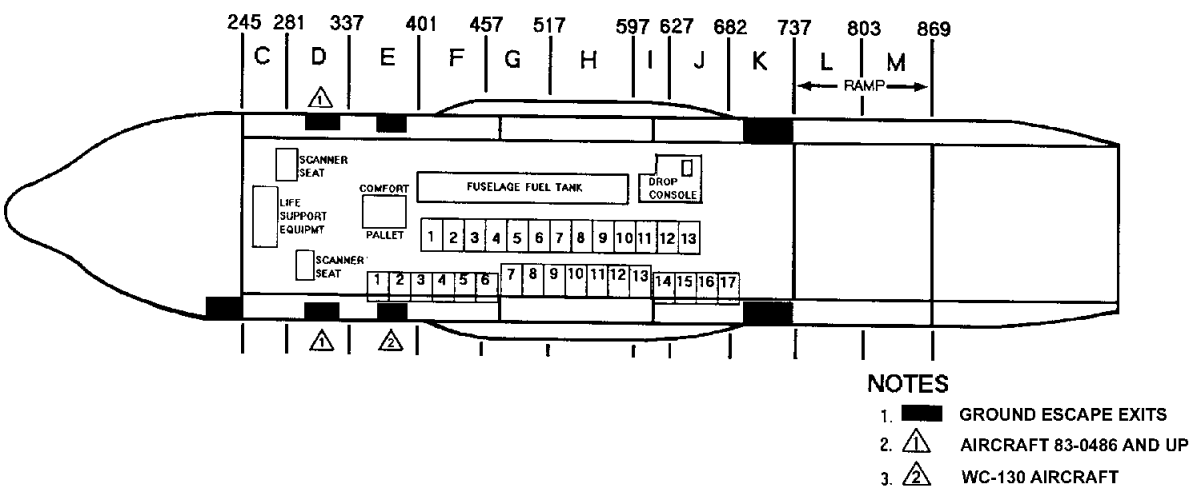 245 281 337 401 457 517 597 627 682 737 803 869
C D E F G H I J K L M
RAMP
1
SCANNER
SEAT
COMFORT
FUSELAGE FUEL TANK
DROP
CONSOLE
LIFE
SUPPORT
EQUIPMT
PALLET
1 2 3 4 5 6 7 8 9 10 11 12 13
SCANNER
SEAT
1 2 3 4 5 6 7 8 9 10 11 12 13 14 15 16 17
1 2
NOTES
1. GROUND ESCAPE EXITS
2. 1 AIRCRAFT 83-0486 AND UP
3. 2 WC-130 AIRCRAFT